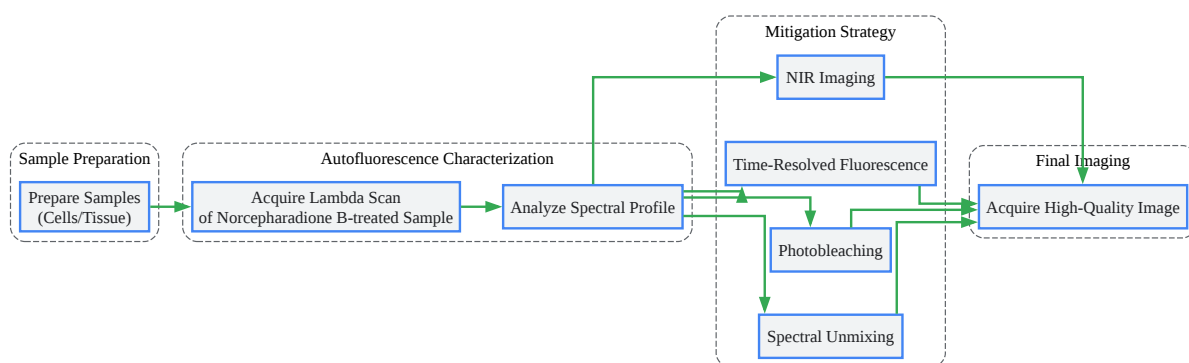 Sample Preparation
Prepare Samples
(Cells/Tissue)
Autofluorescence Characterization
Acquire Lambda Scan
of Norcepharadione B-treated Sample
Analyze Spectral Profile
Mitigation Strategy
NIR Imaging
Time-Resolved Fluorescence
Photobleaching
Spectral Unmixing
Final Imaging
Acquire High-Quality Image